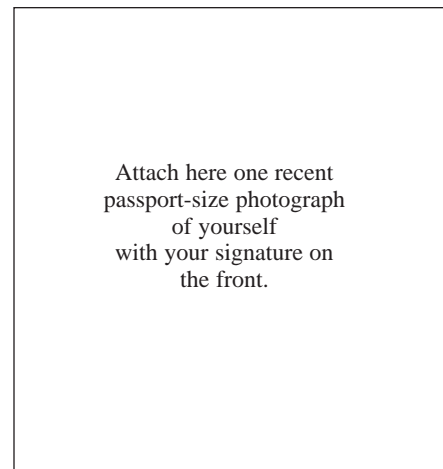 Attach here one recent
passport-size photograph
of yourself
with your signature on
the front.